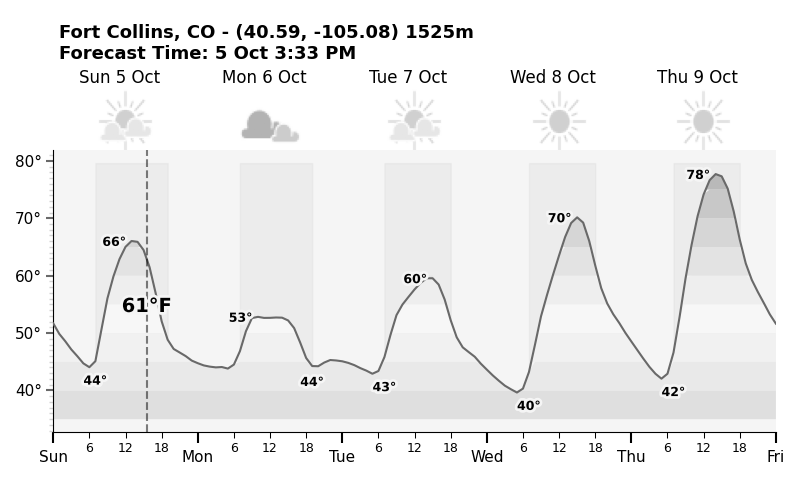 Fort Collins, CO - (40.59, -105.08) 1525m
Forecast Time: 5 Oct 3:33 PM
Sun 5 Oct Mon 6 Oct Tue 7 Oct Wed 8 Oct Thu 9 Oct
80°
78°
70° 70°
66°
60° 60°
61°F
53°
50°
44° 44° 43° 42°
40° 40°
6 12 18 6 12 18 6 12 18 6 12 18 6 12 18
Sun Mon Tue Wed Thu Fri